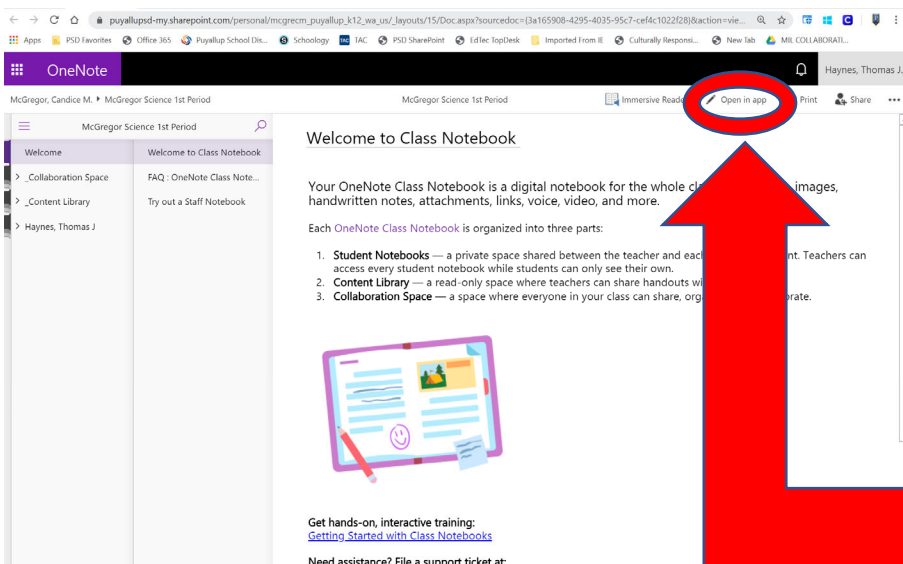 puyallupsd-my.sharepoint.com/personal/mcgrecm_puyallup_k12_wa_us/_layouts/15/Doc.aspx?sourcedoc={3a165908-4295-4035-95c7-cef4c1022f28}&action=vie...
Apps PSD Favorites Office 365 Puyallup School Dis... Schoology TAC TAC PSD SharePoint EdTec TopDesk Imported From IE Culturally Responsi... New Tab MIL COLLABORATI...
OneNote Haynes, Thomas J.
McGregor, Candice M. McGregor Science 1st Period McGregor Science 1st Period Immersive Reade Open in app Print Share
McGregor Science 1st Period
Welcome
_Collaboration Space
_Content Library
Haynes, Thomas J
Welcome to Class Notebook
FAQ : OneNote Class Note...
Try out a Staff Notebook
Welcome to Class Notebook
Your OneNote Class Notebook is a digital notebook for the whole images,
handwritten notes, attachments, links, voice, video, and more.
Each OneNote Class Notebook is organized into three parts:
1. Student Notebooks — a private space shared between the teacher and Teachers can
access every student notebook while students can only see their own.
2. Content Library — a read-only space where teachers can share handouts
3. Collaboration Space — a space where everyone in your class can share,
Get hands-on, interactive training:
Getting Started with Class Notebooks
Need assistance? File a support ticket at: